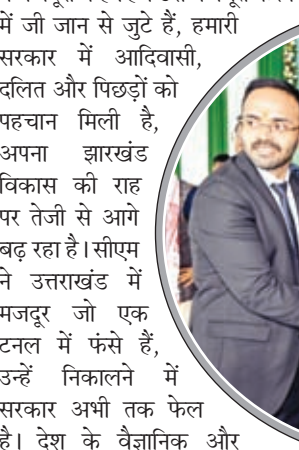 में जी जान से जुटे हैं, हमारी
सरकार में आदिवासी,
दलित और पिछड़ों को
पहचान मिली है,
अपना झारखंड
विकास की राह
पर तेजी से आगे
बढ़ रहा है।सीएम
ने उत्तराखंड में
मजदूर जो एक
टनल में फंसे हैं,
उन्हें निकालने में
सरकार अभी तक फेल
है। देश के वैज्ञानिक और